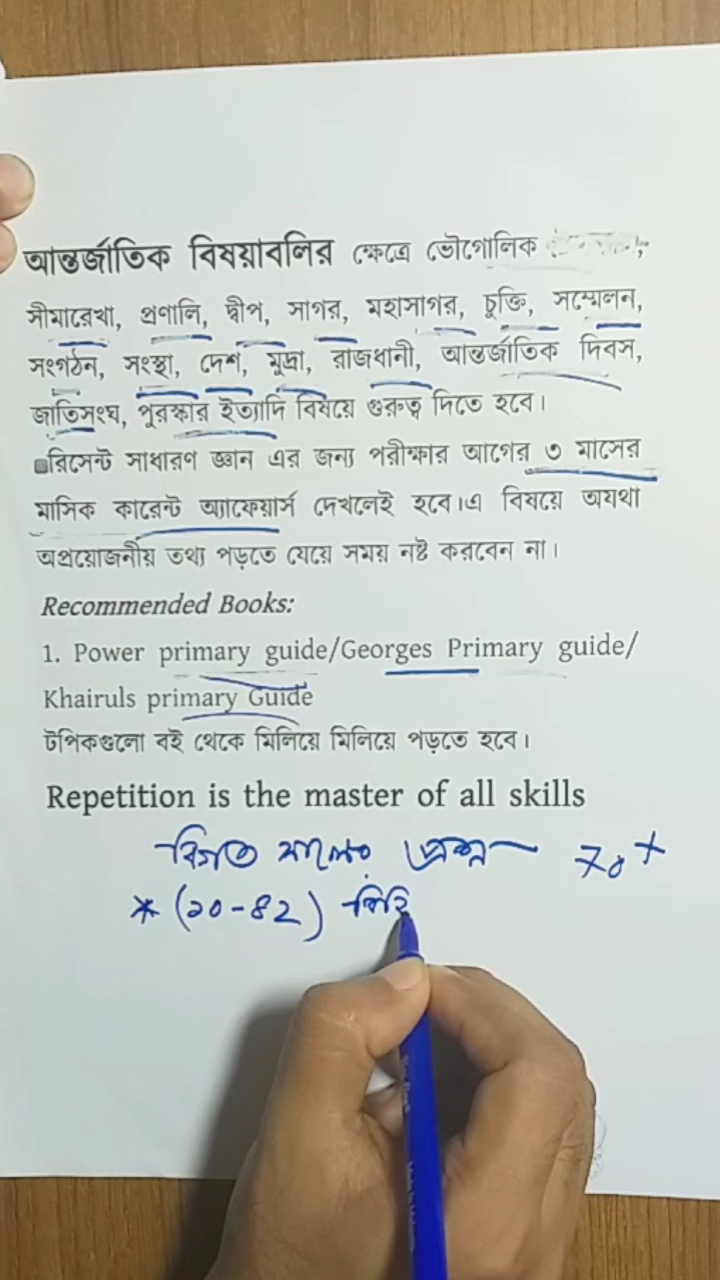 আন্তর্জাতিক বিষয়াবলির ক্ষেত্রে ভৌগোলিক
সীমারেখা, প্রণালি, দ্বীপ, সাগর, মহাসাগর, চুক্তি, সম্মেলন,
সংগঠন, সংস্থা, দেশ, মুদ্রা, রাজধানী, আন্তর্জাতিক দিবস,
জাতিসংঘ, পুরস্কার ইত্যাদি বিষয়ে গুরুত্ব দিতে হবে।
রিসেন্ট সাধারণ জ্ঞান এর জন্য পরীক্ষার আগের ৩ মাসের
মাসিক কারেন্ট অ্যাফেয়ার্স দেখলেই হবে।এ বিষয়ে অযথা
অপ্রয়োজনীয় তথ্য পড়তে যেয়ে সময় নষ্ট করবেন না।
Recommended Books:
1. Power primary guide/Georges Primary guide/
Khairuls primary Guide
টপিকগুলো বই থেকে মিলিয়ে মিলিয়ে পড়তে হবে।
Repetition is the master of all skills
বিগত সালের প্রশ্ন 70+
* (১০-৪২) বিসি